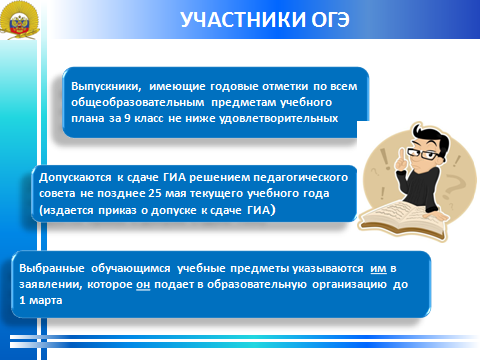 УЧАСТНИКИ ОГЭ
Выпускники, имеющие годовые отметки по всем
общеобразовательным предметам учебного
плана за 9 класс не ниже удовлетворительных
Допускаются к сдаче ГИА решением педагогического
совета не позднее 25 мая текущего учебного года
(издается приказ о допуске к сдаче ГИА)
Выбранные обучающимся учебные предметы указываются им в
заявлении, которое он подает в образовательную организацию до
1 марта